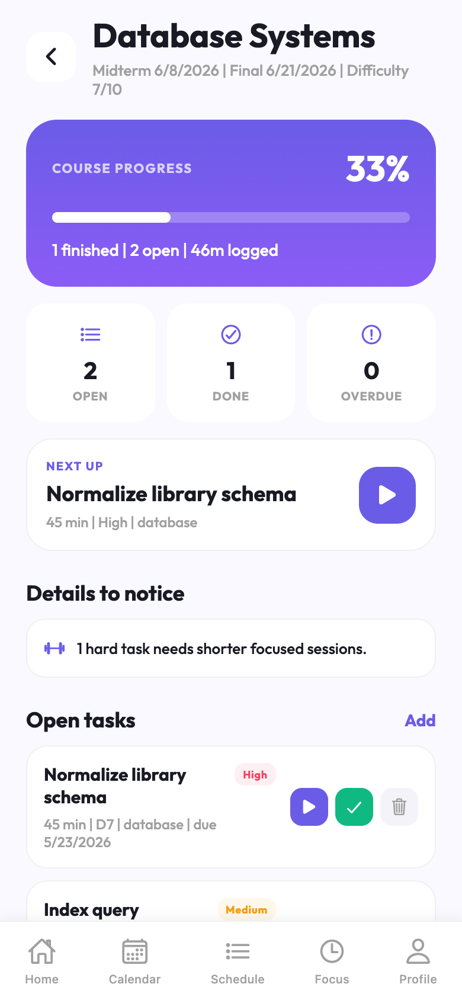 Database Systems
Midterm 6/8/2026 | Final 6/21/2026 | Difficulty
7/10
COURSE PROGRESS
33%
1 finished | 2 open | 46m logged
2
OPEN
1
DONE
0
OVERDUE
NEXT UP
Normalize library schema
45 min | High | database
Details to notice
1 hard task needs shorter focused sessions.
Open tasks
Add
Normalize library
schema
High
45 min | D7 | database | due
5/23/2026
Index query
Medium
Home
Calendar
Schedule
Focus
Profile